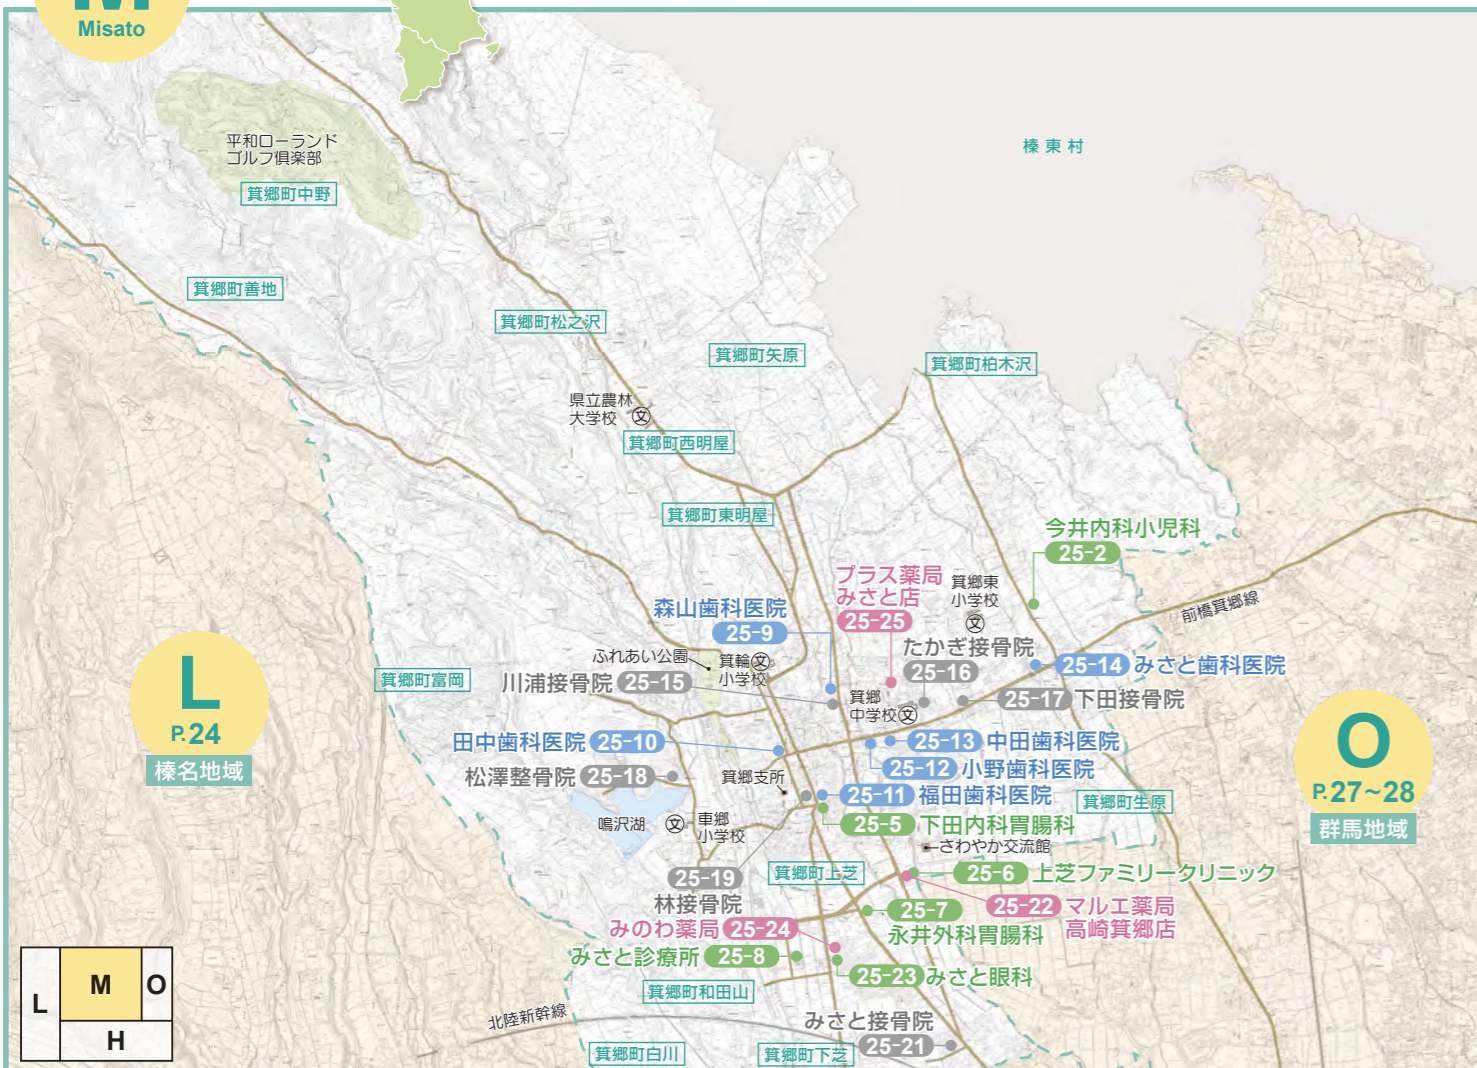 M
Misato
平和ローランド
ゴルフ倶楽部
箕郷町中野
榛東村
箕郷町善地
箕郷町松之沢
箕郷町矢原
箕郷町柏木沢
県立農林
大学校
文
箕郷町西明屋
箕郷町東明屋
今井内科小児科
25-2
プラス薬局
みさと店
25-25
箕郷東
小学校
文
前橋箕郷線
森山歯科医院
25-9
たかぎ接骨院
25-16
ふれあい公園
箕輪
小学校
文
25-14 みさと歯科医院
箕郷町富岡
川浦接骨院 25-15
箕郷
中学校
文
25-17 下田接骨院
L
P.24
榛名地域
田中歯科医院 25-10
25-13 中田歯科医院
25-12 小野歯科医院
松澤整骨院 25-18
箕郷支所
25-11 福田歯科医院
箕郷町生原
O
P.27~28
群馬地域
鳴沢湖
文
車郷
小学校
25-5 下田内科胃腸科
さわやか交流館
25-19
林接骨院
箕郷町上芝
25-6 上芝ファミリークリニック
25-7
永井外科胃腸科
25-22 マルエ薬局
高崎箕郷店
みのわ薬局 25-24
みさと診療所 25-8
25-23 みさと眼科
箕郷町和田山
北陸新幹線
みさと接骨院
25-21
箕郷町白川
箕郷町下芝
L
M
O
H